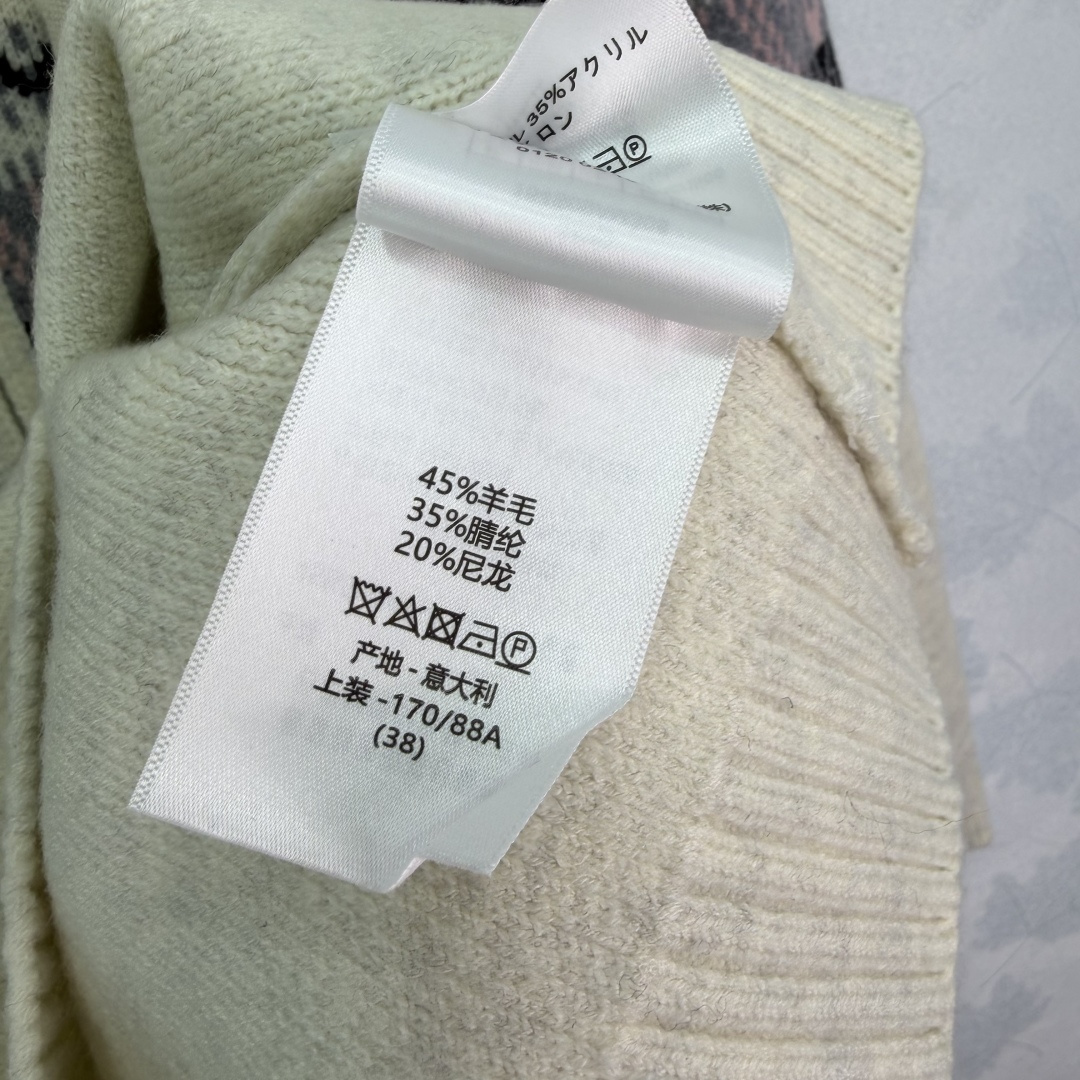 35%アクリル
ロン
45%羊毛
35%腈纶
20%尼龙
P
产地 - 意大利
上装 -170/88A
(38)